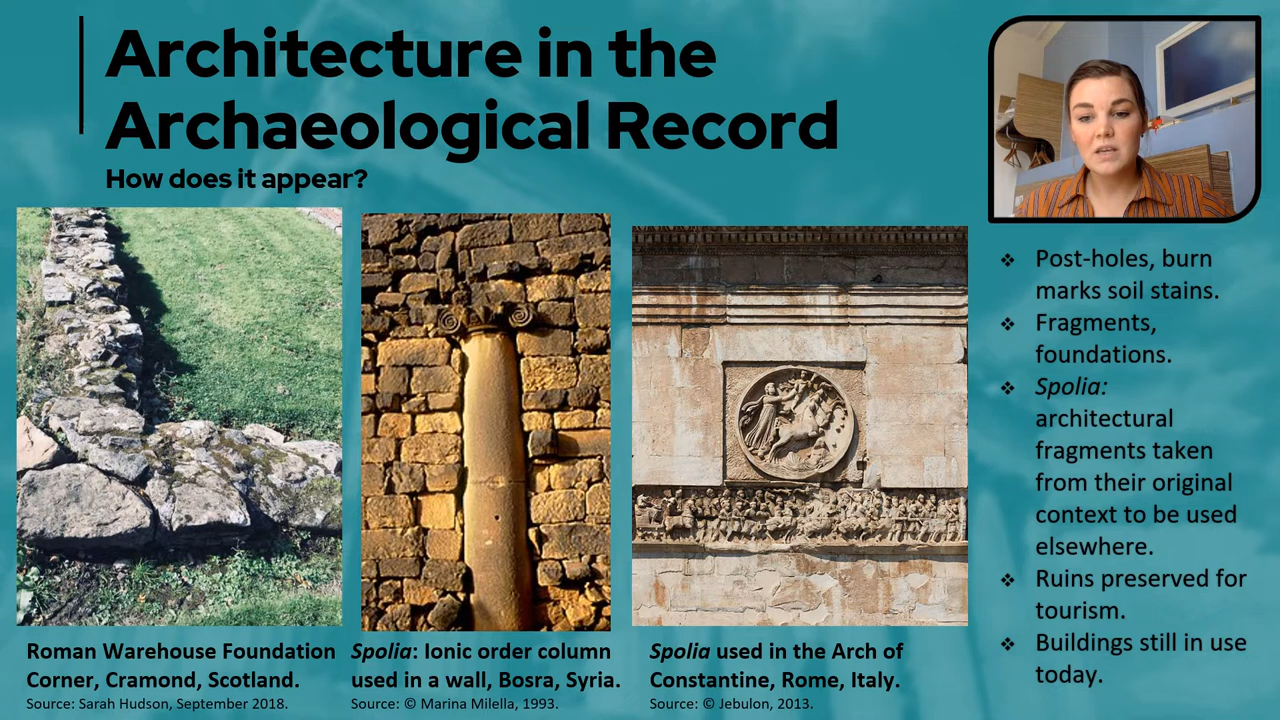 Architecture in the
Archaeological Record
How does it appear?
Roman Warehouse Foundation
Corner, Cramond, Scotland.
Source: Sarah Hudson, September 2018.
Spolia: Ionic order column
used in a wall, Bosra, Syria.
Source: © Marina Milella, 1993.
Spolia used in the Arch of
Constantine, Rome, Italy.
Source: © Jebulon, 2013.
❖ Post-holes, burn
marks soil stains.
❖ Fragments,
foundations.
❖ Spolia:
architectural
fragments taken
from their original
context to be used
elsewhere.
❖ Ruins preserved for
tourism.
❖ Buildings still in use
today.